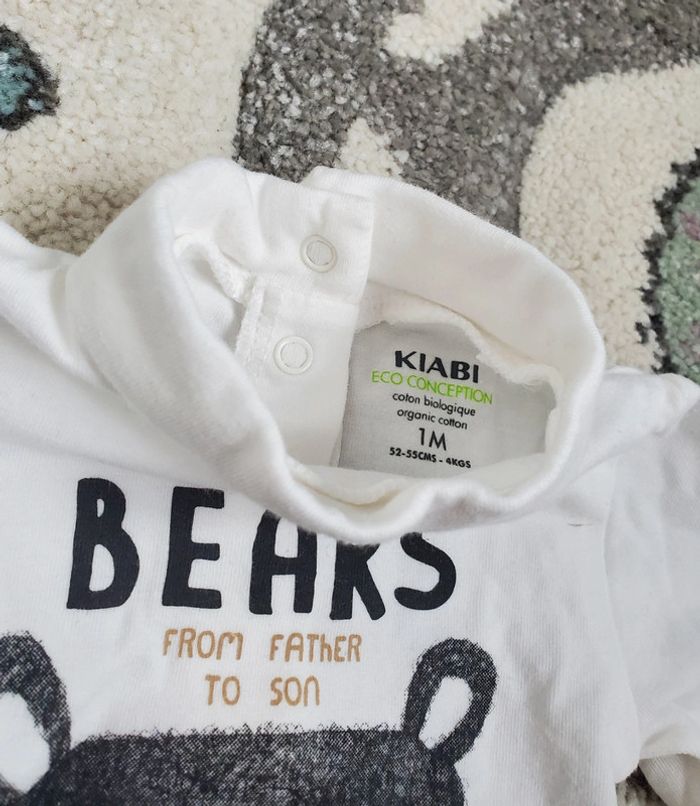 KIABI
ECO CONCEPTION
coton biologique
organic cotton
1M
52-55CMS - 4KGS
BEARS
FROM FATHER
TO SON